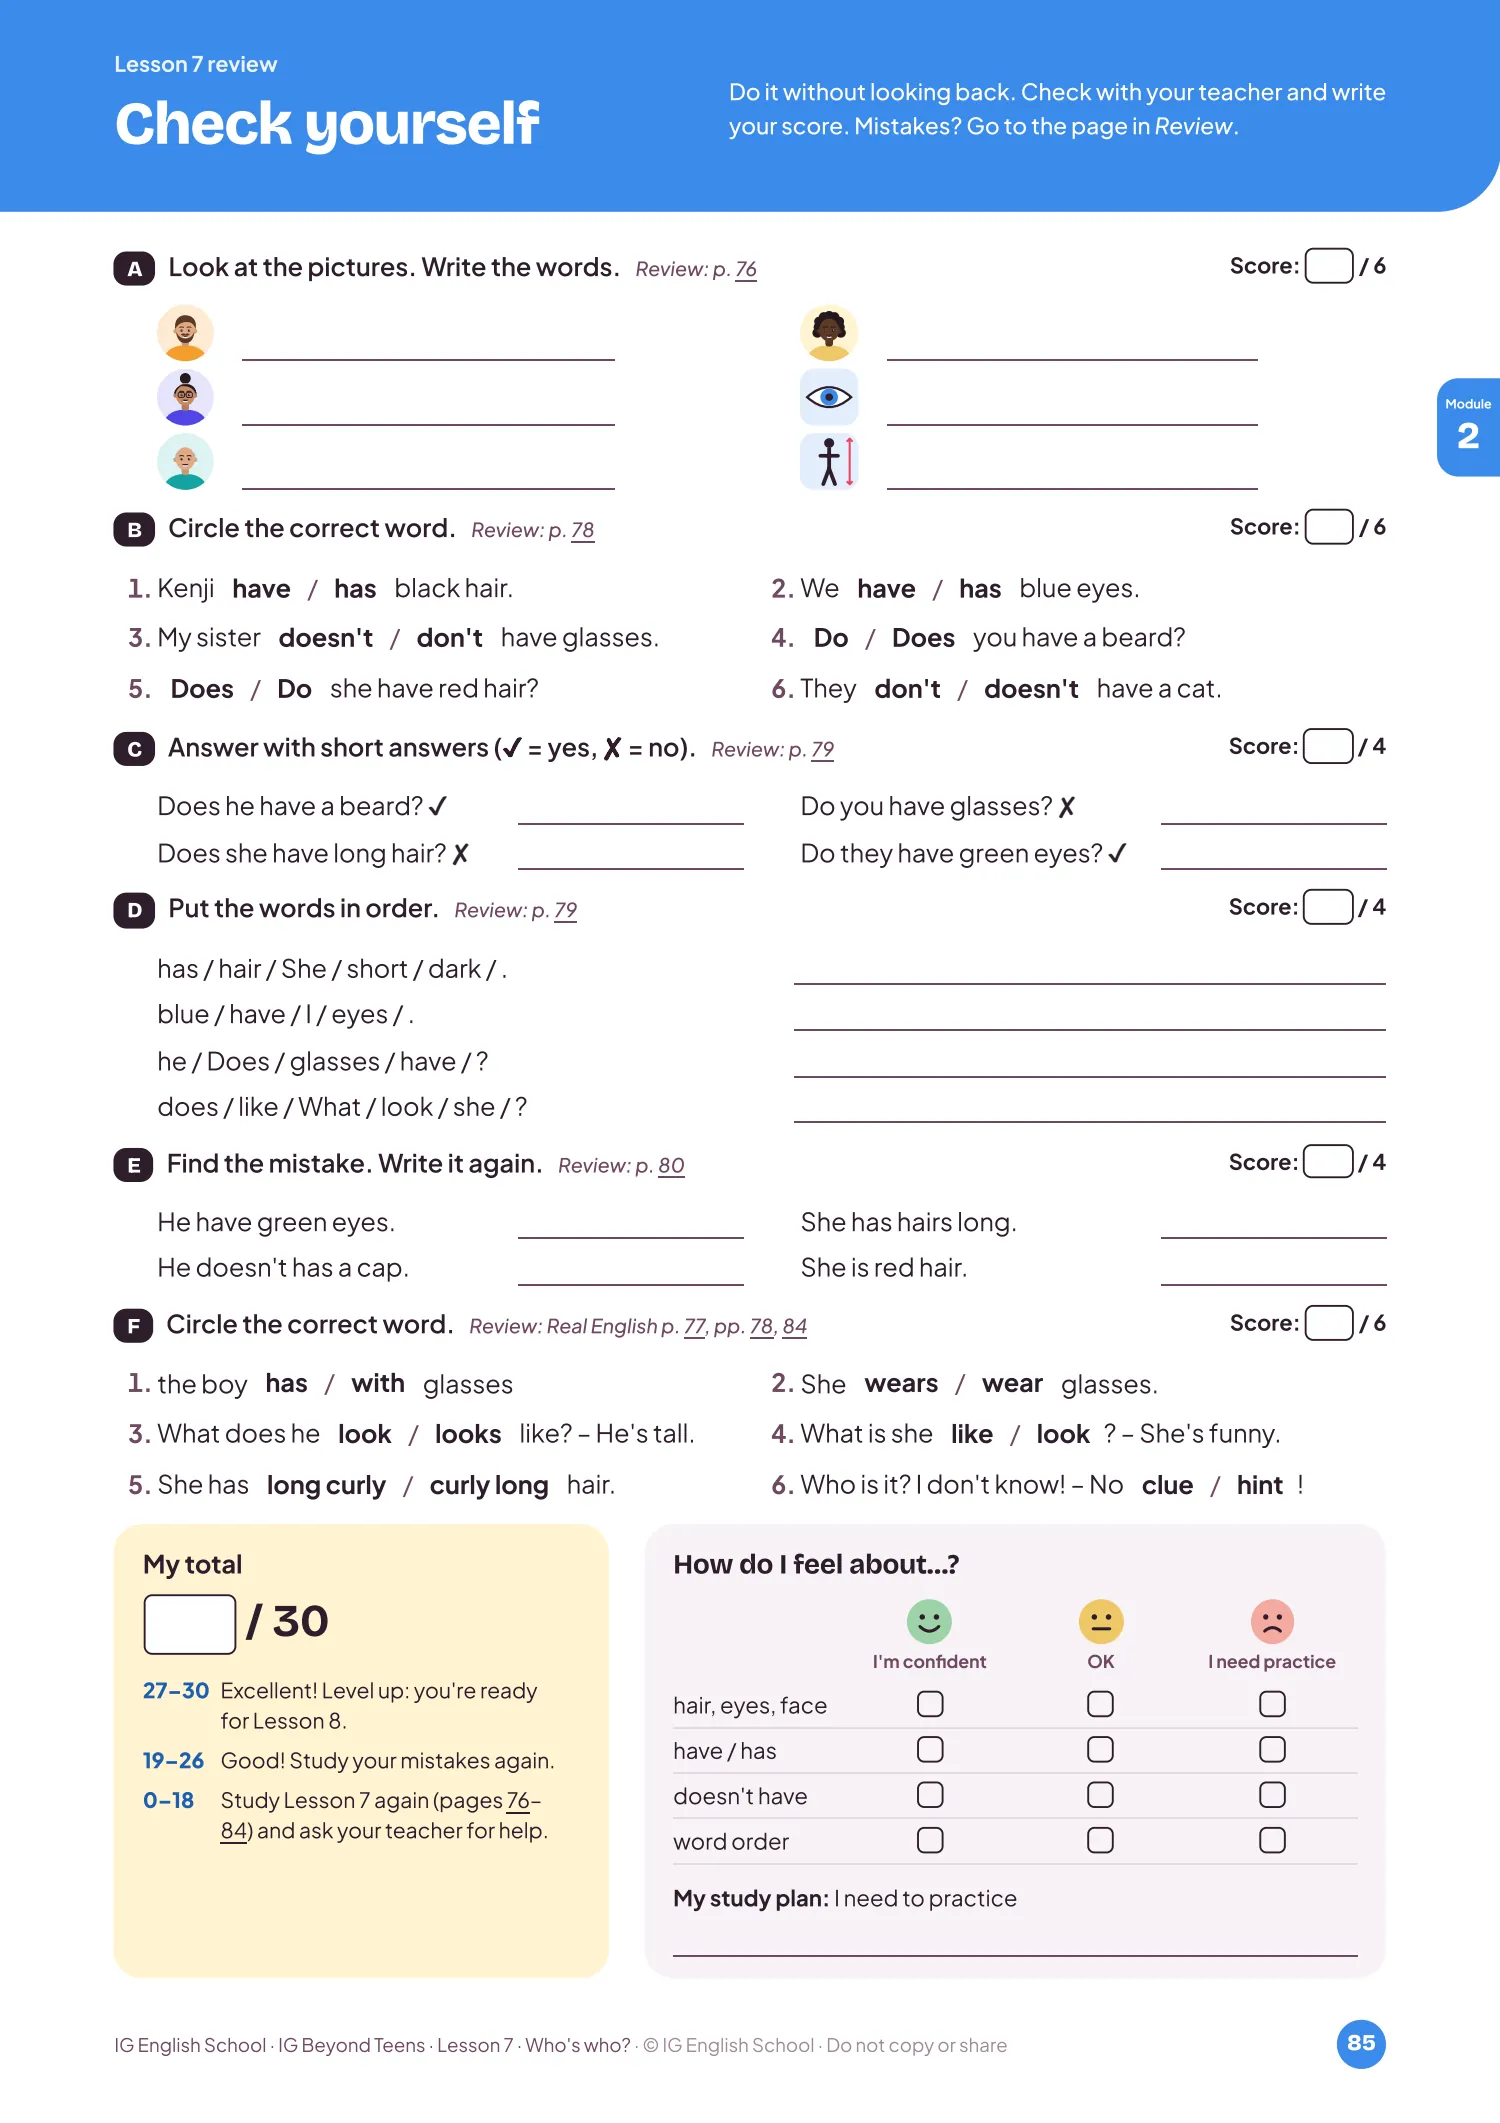 Lesson 7 review
Check yourself
Do it without looking back. Check with your teacher and write
your score. Mistakes? Go to the page in Review.
Module
2
A Look at the pictures. Write the words. Review: p. 76 Score: / 6
B Circle the correct word. Review: p. 78 Score: / 6
1. Kenji have / has black hair.
2. We have / has blue eyes.
3. My sister doesn't / don't have glasses.
4. Do / Does you have a beard?
5. Does / Do she have red hair?
6. They don't / doesn't have a cat.
C Answer with short answers (✓ = yes, ✗ = no). Review: p. 79 Score: / 4
Does he have a beard? ✓
Do you have glasses? ✗
Does she have long hair? ✗
Do they have green eyes? ✓
D Put the words in order. Review: p. 79 Score: / 4
has / hair / She / short / dark / .
blue / have / I / eyes / .
he / Does / glasses / have / ?
does / like / What / look / she / ?
E Find the mistake. Write it again. Review: p. 80 Score: / 4
He have green eyes.
She has hairs long.
He doesn't has a cap.
She is red hair.
F Circle the correct word. Review: Real English p. 77, pp. 78, 84 Score: / 6
1. the boy has / with glasses
2. She wears / wear glasses.
3. What does he look / looks like? – He's tall.
4. What is she like / look ? – She's funny.
5. She has long curly / curly long hair.
6. Who is it? I don't know! – No clue / hint !
My total
/ 30
27–30 Excellent! Level up: you're ready
for Lesson 8.
19–26 Good! Study your mistakes again.
0–18 Study Lesson 7 again (pages 76–
84) and ask your teacher for help.
How do I feel about...?
I'm confident OK I need practice
hair, eyes, face
have / has
doesn't have
word order
My study plan: I need to practice
IG English School · IG Beyond Teens · Lesson 7 · Who's who? · © IG English School · Do not copy or share
85